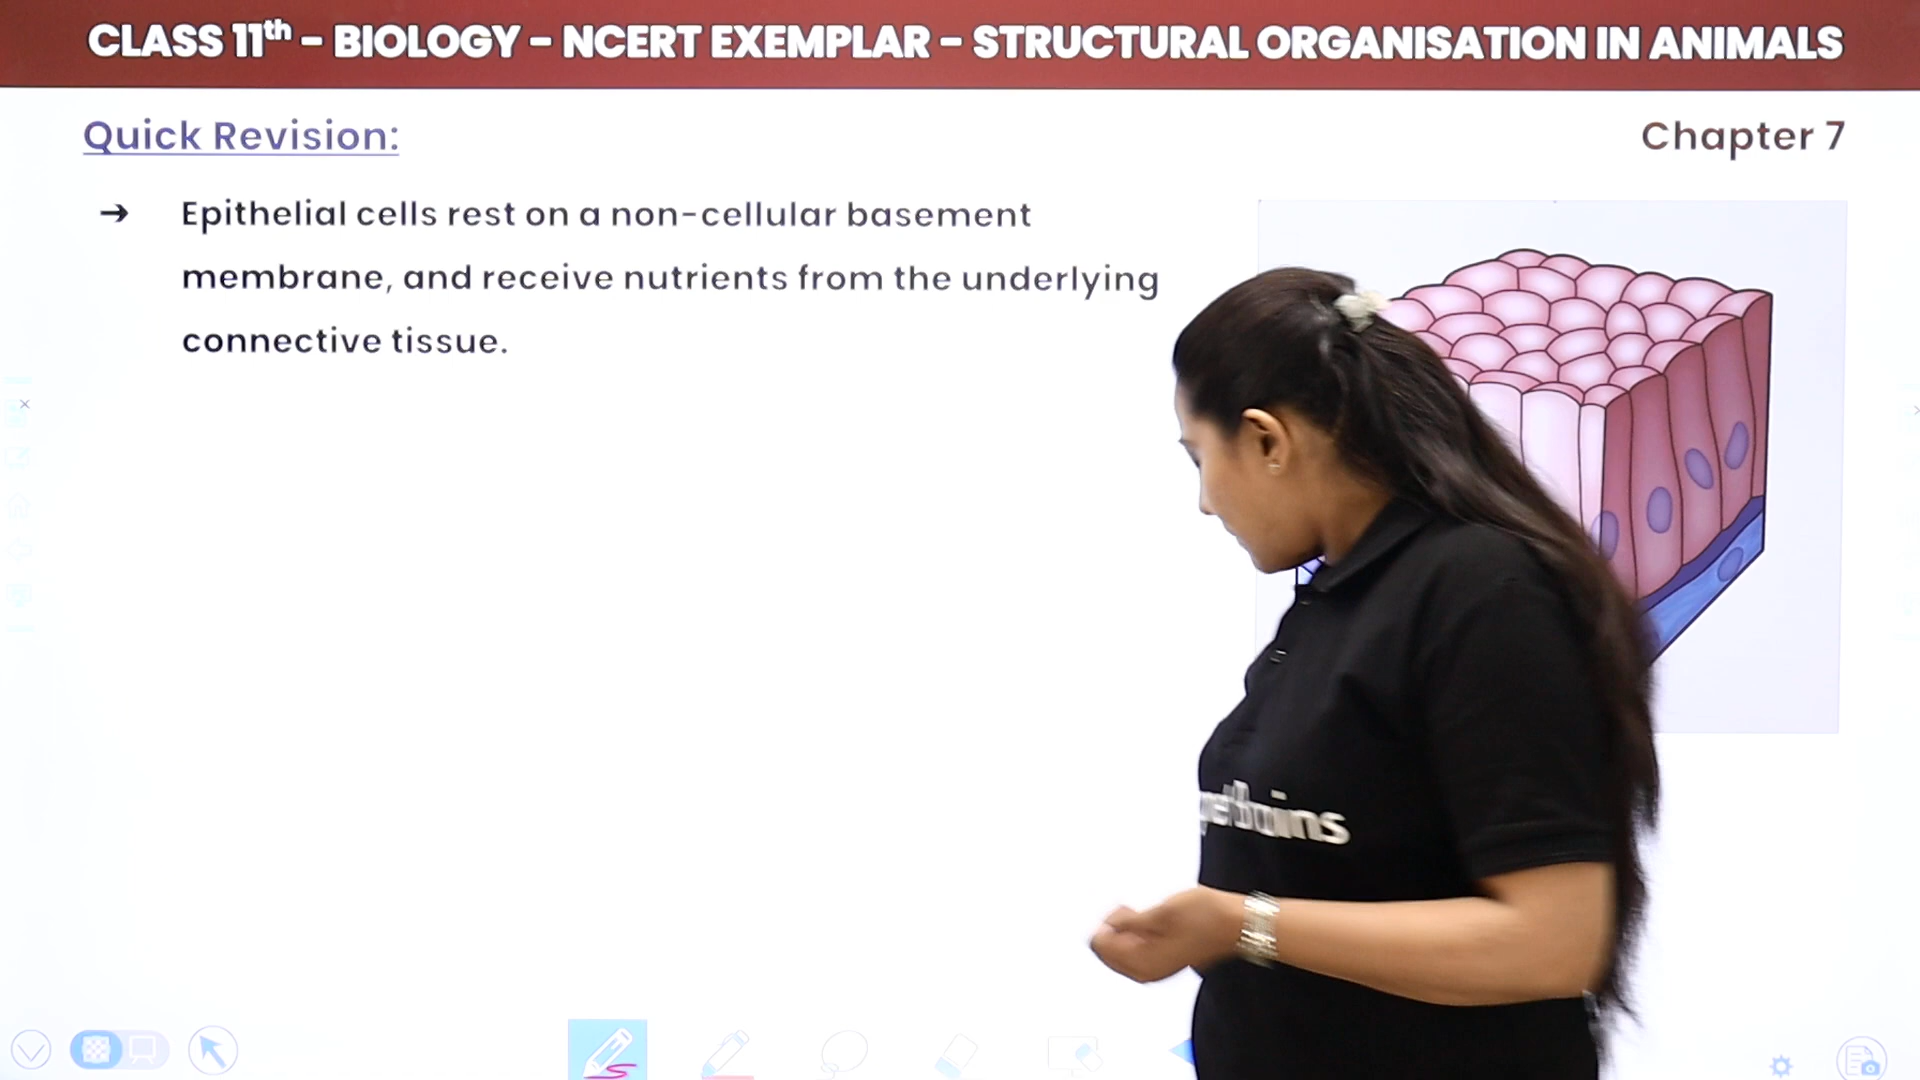 CLASS 11th - BIOLOGY - NCERT EXEMPLAR - STRUCTURAL ORGANISATION IN ANIMALS
Quick Revision:
Chapter 7
→ Epithelial cells rest on a non-cellular basement
membrane, and receive nutrients from the underlying
connective tissue.